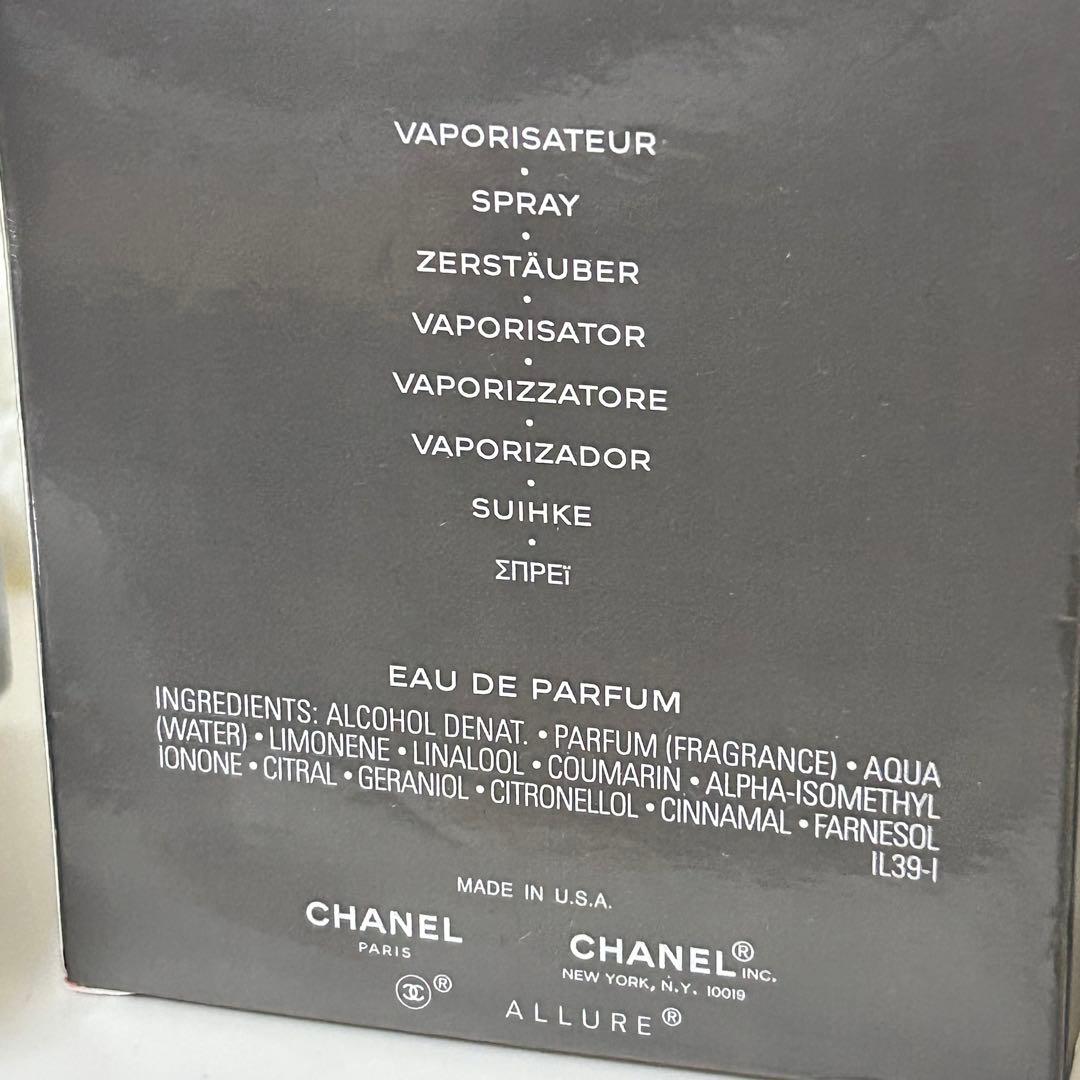 VAPORISATEUR
•
SPRAY
•
ZERSTÄUBER
•
VAPORISATOR
•
VAPORIZZATORE
•
VAPORIZADOR
•
SUIHKE
•
ΣΠΡΕϊ
EAU DE PARFUM
INGREDIENTS: ALCOHOL DENAT. • PARFUM (FRAGRANCE) • AQUA
(WATER) • LIMONENE • LINALOOL • COUMARIN • ALPHA-ISOMETHYL
IONONE • CITRAL • GERANIOL • CITRONELLOL • CINNAMAL • FARNESOL
IL39-I
MADE IN U.S.A.
CHANEL
PARIS
®
CHANEL® INC.
NEW YORK, N.Y. 10019
ALLURE®